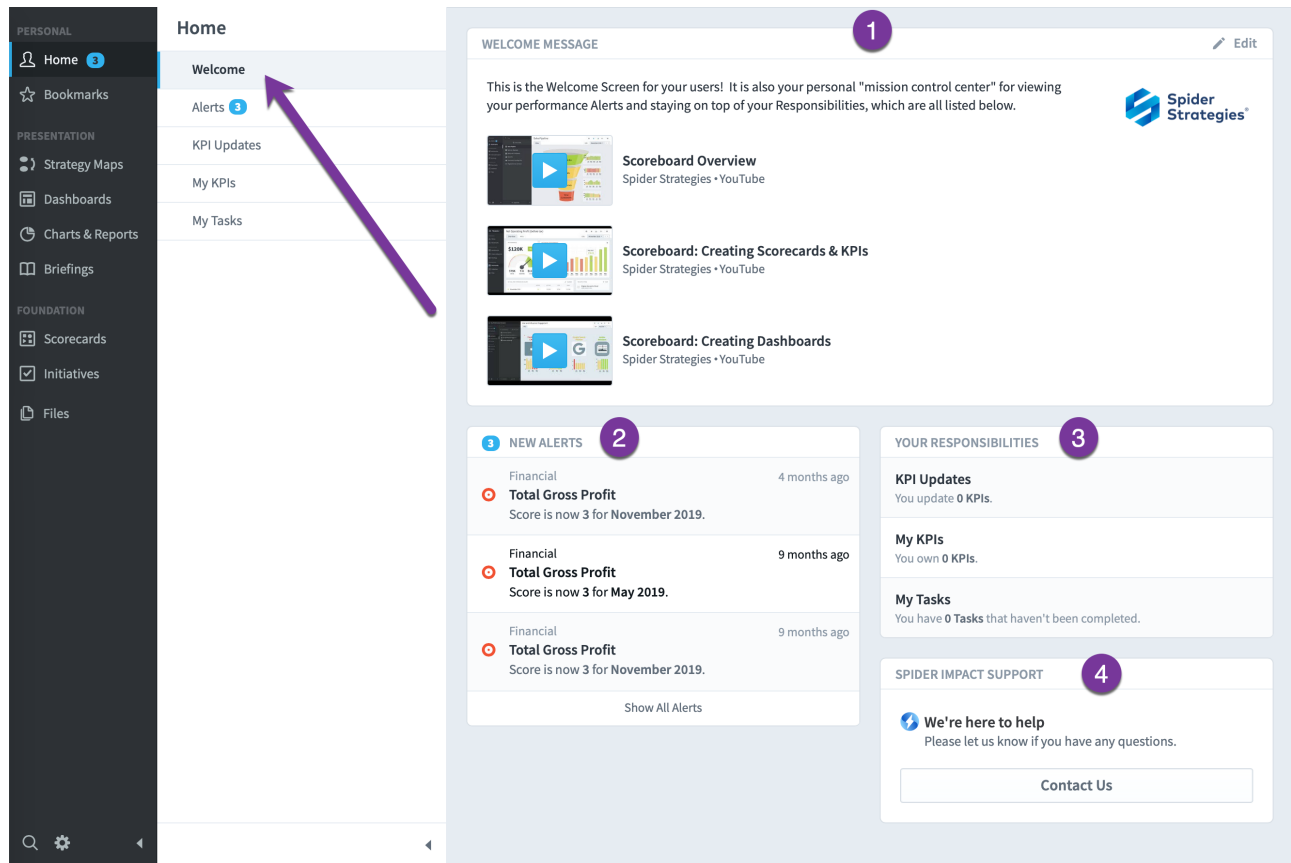 PERSONAL
Home 3
Bookmarks
PRESENTATION
Strategy Maps
Dashboards
Charts & Reports
Briefings
FOUNDATION
Scorecards
Initiatives
Files
Home
Welcome
Alerts 3
KPI Updates
My KPIs
My Tasks
1
WELCOME MESSAGE
Edit
This is the Welcome Screen for your users! It is also your personal "mission control center" for viewing
your performance Alerts and staying on top of your Responsibilities, which are all listed below.
Spider
Strategies®
Scoreboard Overview
Spider Strategies • YouTube
Scoreboard: Creating Scorecards & KPIs
Spider Strategies • YouTube
Scoreboard: Creating Dashboards
Spider Strategies • YouTube
3 NEW ALERTS 2
Financial 4 months ago
Total Gross Profit
Score is now 3 for November 2019.
Financial 9 months ago
Total Gross Profit
Score is now 3 for May 2019.
Financial 9 months ago
Total Gross Profit
Score is now 3 for November 2019.
Show All Alerts
YOUR RESPONSIBILITIES 3
KPI Updates
You update 0 KPIs.
My KPIs
You own 0 KPIs.
My Tasks
You have 0 Tasks that haven't been completed.
SPIDER IMPACT SUPPORT 4
We're here to help
Please let us know if you have any questions.
Contact Us